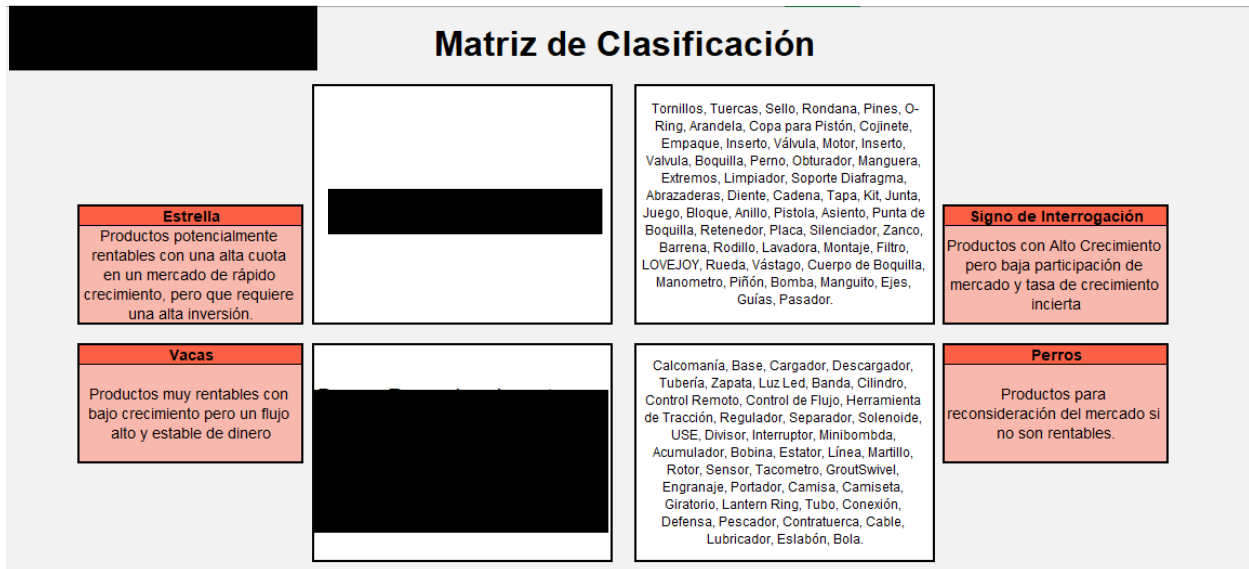 Matriz de Clasificación
Estrella
Productos potencialmente
rentables con una alta cuota
en un mercado de rápido
crecimiento, pero que requiere
una alta inversión.
Tornillos, Tuercas, Sello, Rondana, Pines, O-
Ring, Arandela, Copa para Pistón, Cojinete,
Empaque, Inserto, Válvula, Motor, Inserto,
Valvula, Boquilla, Perno, Obturador, Manguera,
Extremos, Limpiador, Soporte Diafragma,
Abrazaderas, Diente, Cadena, Tapa, Kit, Junta,
Juego, Bloque, Anillo, Pistola, Asiento, Punta de
Boquilla, Retenedor, Placa, Silenciador, Zanco,
Barrena, Rodillo, Lavadora, Montaje, Filtro,
LOVEJOY, Rueda, Vástago, Cuerpo de Boquilla,
Manometro, Piñón, Bomba, Manguito, Ejes,
Guías, Pasador.
Signo de Interrogación
Productos con Alto Crecimiento
pero baja participación de
mercado y tasa de crecimiento
incierta
Vacas
Productos muy rentables con
bajo crecimiento pero un flujo
alto y estable de dinero
Calcomanía, Base, Cargador, Descargador,
Tubería, Zapata, Luz Led, Banda, Cilindro,
Control Remoto, Control de Flujo, Herramienta
de Tracción, Regulador, Separador, Solenoide,
USE, Divisor, Interruptor, Minibombda,
Acumulador, Bobina, Estator, Línea, Martillo,
Rotor, Sensor, Tacometro, GroutSwivel,
Engranaje, Portador, Camisa, Camiseta,
Giratorio, Lantern Ring, Tubo, Conexión,
Defensa, Pescador, Contratuerca, Cable,
Lubricador, Eslabón, Bola.
Perros
Productos para
reconsideración del mercado si
no son rentables.